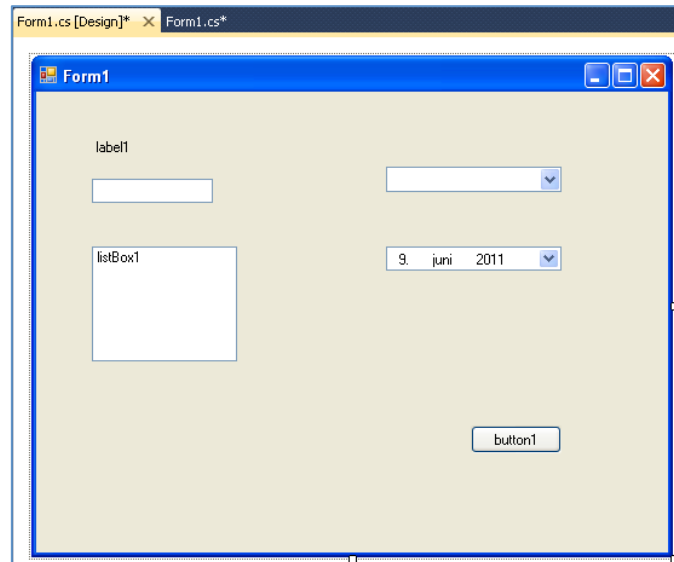 Form1.cs [Design]* Form1.cs*
Form1
label1
listBox1
9. juni 2011
button1